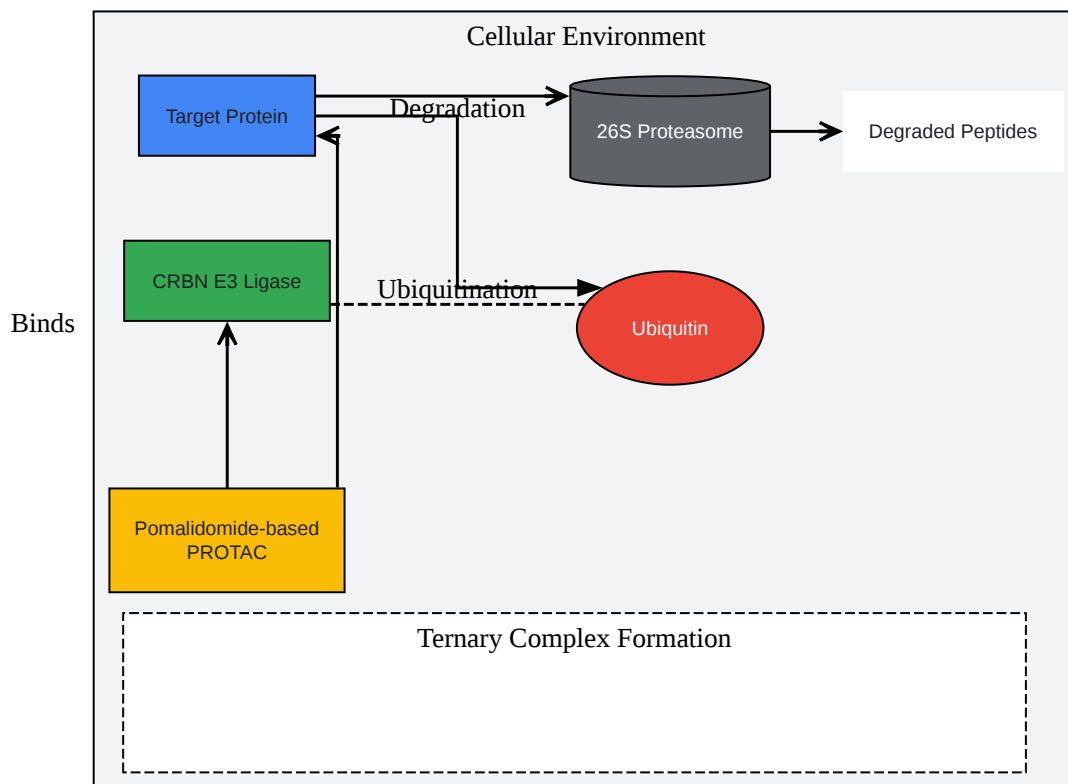 Cellular Environment
Target Protein
Degradation
26S Proteasome
Degraded Peptides
CRBN E3 Ligase
Ubiquitination
Binds
Ubiquitin
Pomalidomide-based
PROTAC
Ternary Complex Formation